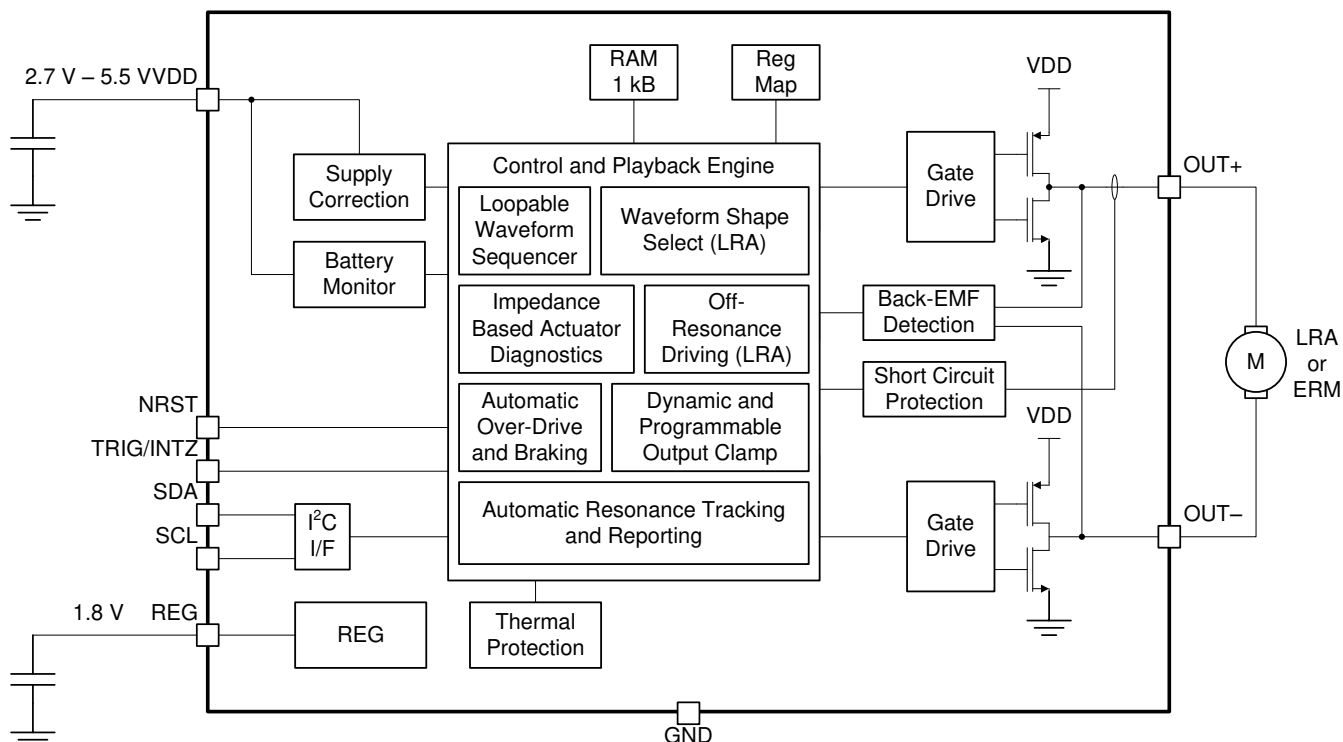 2.7 V – 5.5 VVDD
RAM
1 kB
Reg
Map
VDD
Supply
Correction
Battery
Monitor
Control and Playback Engine
Loopable
Waveform
Sequencer
Waveform Shape
Select (LRA)
Impedance
Based Actuator
Diagnostics
Off-
Resonance
Driving (LRA)
Automatic
Over-Drive
and Braking
Dynamic and
Programmable
Output Clamp
Automatic Resonance Tracking
and Reporting
Gate
Drive
OUT+
Back-EMF
Detection
Short Circuit
Protection
M
LRA
or
ERM
VDD
Gate
Drive
OUT–
NRST
TRIG/INTZ
SDA
SCL
I²C
I/F
1.8 V
REG
REG
Thermal
Protection
GND